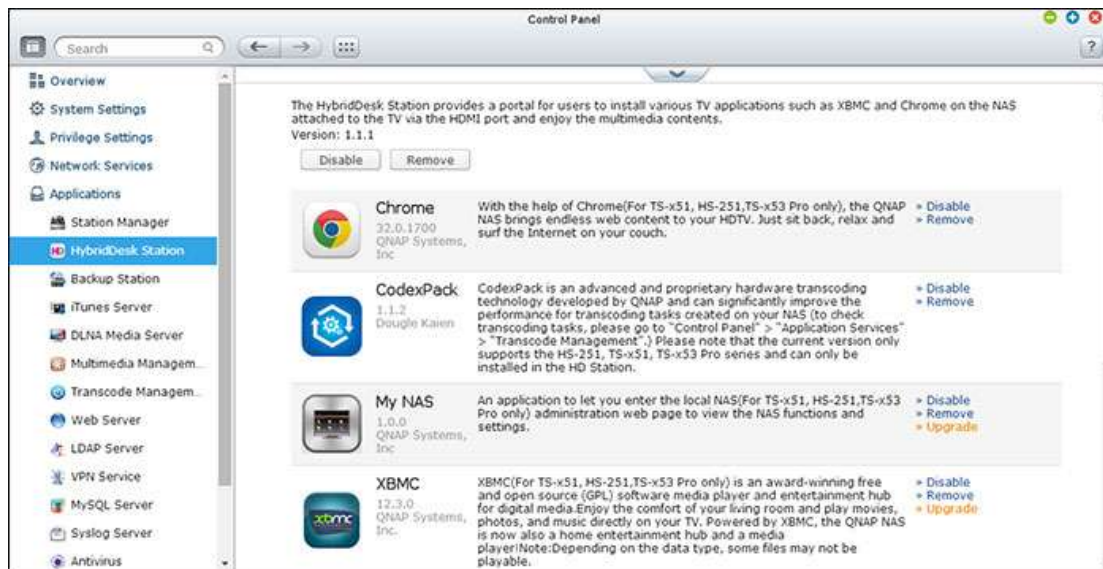 Control Panel
Search
?
Overview
System Settings
Privilege Settings
Network Services
Applications
Station Manager
HD HybridDesk Station
Backup Station
iTunes Server
DLNA Media Server
Multimedia Managem...
Transcode Managem...
Web Server
LDAP Server
VPN Service
MySQL Server
Syslog Server
Antivirus
The HybridDesk Station provides a portal for users to install various TV applications such as XBMC and Chrome on the NAS
attached to the TV via the HDMI port and enjoy the multimedia contents.
Version: 1.1.1
Disable Remove
Chrome
32.0.1700
QNAP Systems,
Inc
With the help of Chrome(For TS-x51, HS-251,TS-x53 Pro only), the QNAP
NAS brings endless web content to your HDTV. Just sit back, relax and
surf the Internet on your couch.
» Disable
» Remove
CodexPack
1.1.2
Dougle Kaien
CodexPack is an advanced and proprietary hardware transcoding
technology developed by QNAP and can significantly improve the
performance for transcoding tasks created on your NAS (to check
transcoding tasks, please go to "Control Panel" > "Application Services"
> "Transcode Management".) Please note that the current version only
supports the HS-251, TS-x51, TS-x53 Pro series and can only be
installed in the HD Station.
» Disable
» Remove
My NAS
1.0.0
QNAP Systems,
Inc
An application to let you enter the local NAS(For TS-x51, HS-251,TS-x53
Pro only) administration web page to view the NAS functions and
settings.
» Disable
» Remove
» Upgrade
xbmc
XBMC
12.3.0
QNAP Systems,
Inc.
XBMC(For TS-x51, HS-251,TS-x53 Pro only) is an award-winning free
and open source (GPL) software media player and entertainment hub
for digital media.Enjoy the comfort of your living room and play movies,
photos, and music directly on your TV. Powered by XBMC, the QNAP NAS
is now also a home entertainment hub and a media
player!Note:Depending on the data type, some files may not be
playable.
» Disable
» Remove
» Upgrade